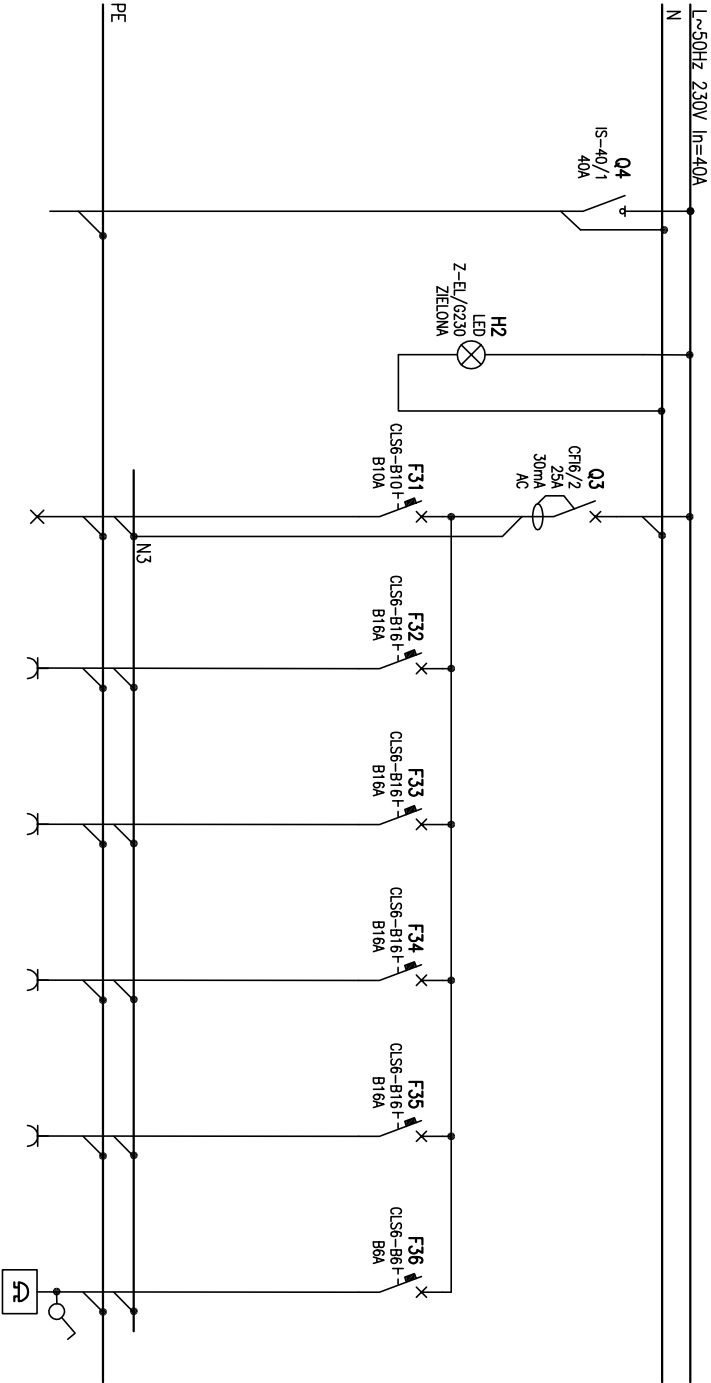 L~50Hz 230V In=40A
N
Q4
IS-40/1
40A
H2
LED
Z-EL/G230
ZIELONA
Q3
CFI6/2
25A
30mA
AC
F31
CLS6-B10
B10A
F32
CLS6-B16
B16A
F33
CLS6-B16
B16A
F34
CLS6-B16
B16A
F35
CLS6-B16
B16A
F36
CLS6-B6
B6A
N3
PE